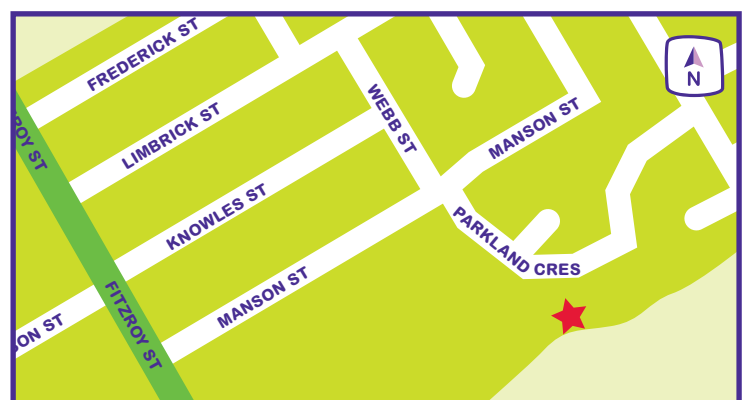 FREDERICK ST
N
ROY ST
LIMBRICK ST
WEBB ST
MANSON ST
KNOWLES ST
PARKLAND CRES
MANSON ST
FITZROY ST
ON ST